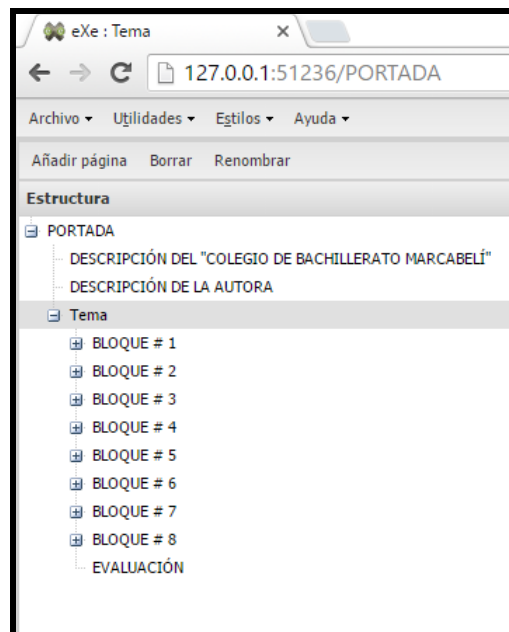 eXe : Tema
127.0.0.1:51236/PORTADA
Archivo Utilidades Estilos Ayuda
Añadir página Borrar Renombrar
Estructura
PORTADA
DESCRIPCIÓN DEL "COLEGIO DE BACHILLERATO MARCABELÍ"
DESCRIPCIÓN DE LA AUTORA
Tema
BLOQUE # 1
BLOQUE # 2
BLOQUE # 3
BLOQUE # 4
BLOQUE # 5
BLOQUE # 6
BLOQUE # 7
BLOQUE # 8
EVALUACIÓN